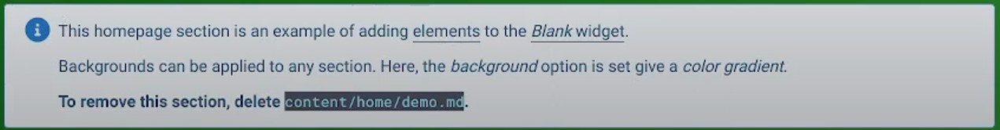 This homepage section is an example of adding elements to the Blank widget.
Backgrounds can be applied to any section. Here, the background option is set give a color gradient.
To remove this section, delete content/home/demo.md.